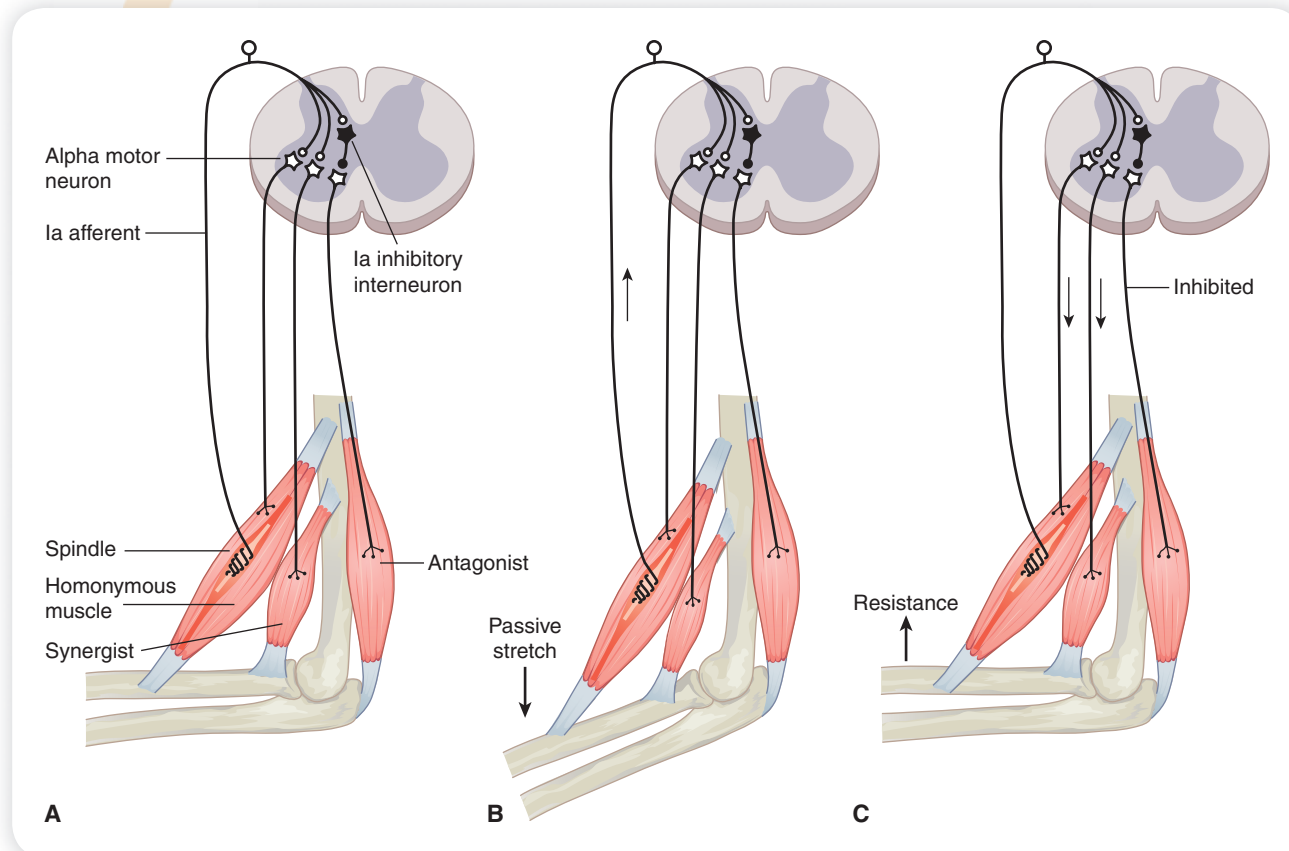 Alpha motor
neuron
Ia afferent
Ia inhibitory
interneuron
Spindle
Homonymous
muscle
Synergist
Antagonist
A
Passive
stretch
B
Inhibited
Resistance
C